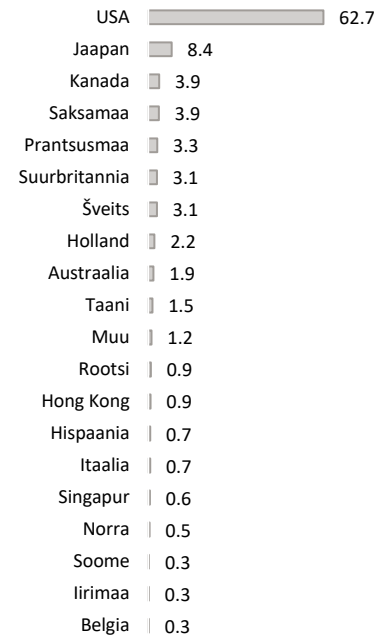 USA 62.7
Jaapan 8.4
Kanada 3.9
Saksamaa 3.9
Prantsusmaa 3.3
Suurbritannia 3.1
Šveits 3.1
Holland 2.2
Austraalia 1.9
Taani 1.5
Muu 1.2
Rootsi 0.9
Hong Kong 0.9
Hispaania 0.7
Itaalia 0.7
Singapur 0.6
Norra 0.5
Soome 0.3
Iirimaa 0.3
Belgia 0.3